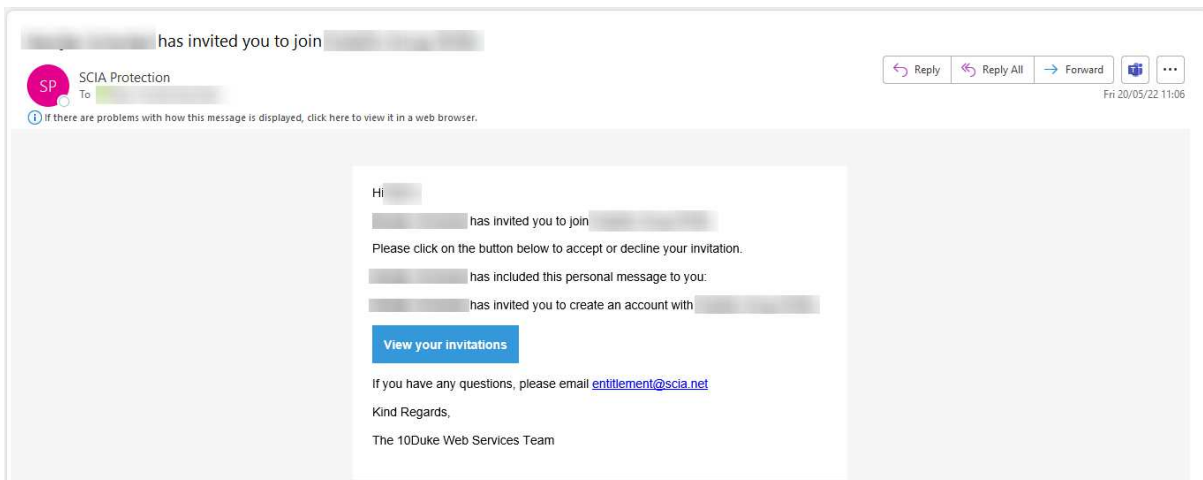 has invited you to join
SP
SCIA Protection
To
Reply
Reply All
Forward
Fri 20/05/22 11:06
If there are problems with how this message is displayed, click here to view it in a web browser.
Hi
has invited you to join
Please click on the button below to accept or decline your invitation.
has included this personal message to you:
has invited you to create an account with
View your invitations
If you have any questions, please email entitlement@scia.net
Kind Regards,
The 10Duke Web Services Team